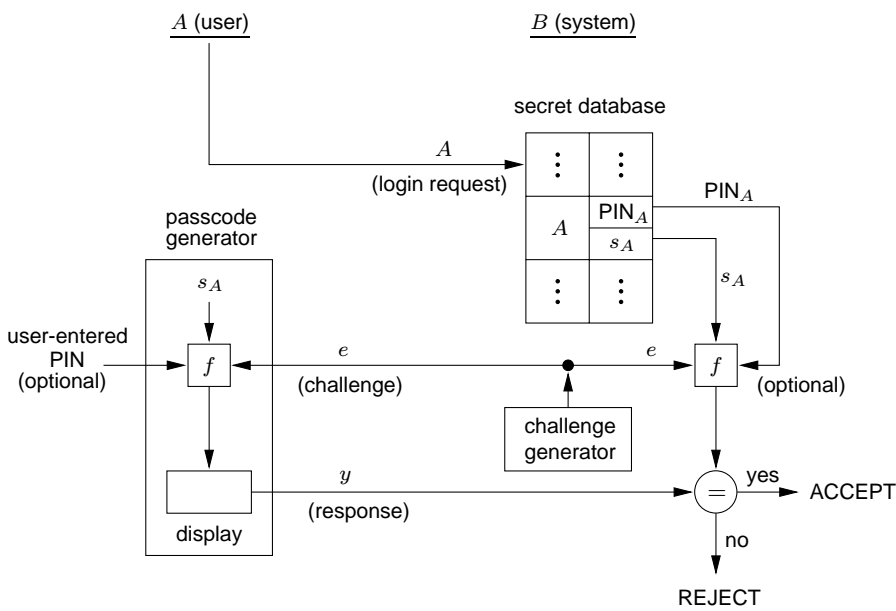 A (user)
B (system)
secret database
A
(login request)
PIN_A
A
PIN_A
s_A
passcode
generator
s_A
s_A
user-entered
PIN
(optional)
f
e
(challenge)
e
f
(optional)
challenge
generator
y
(response)
=
yes
ACCEPT
display
no
REJECT